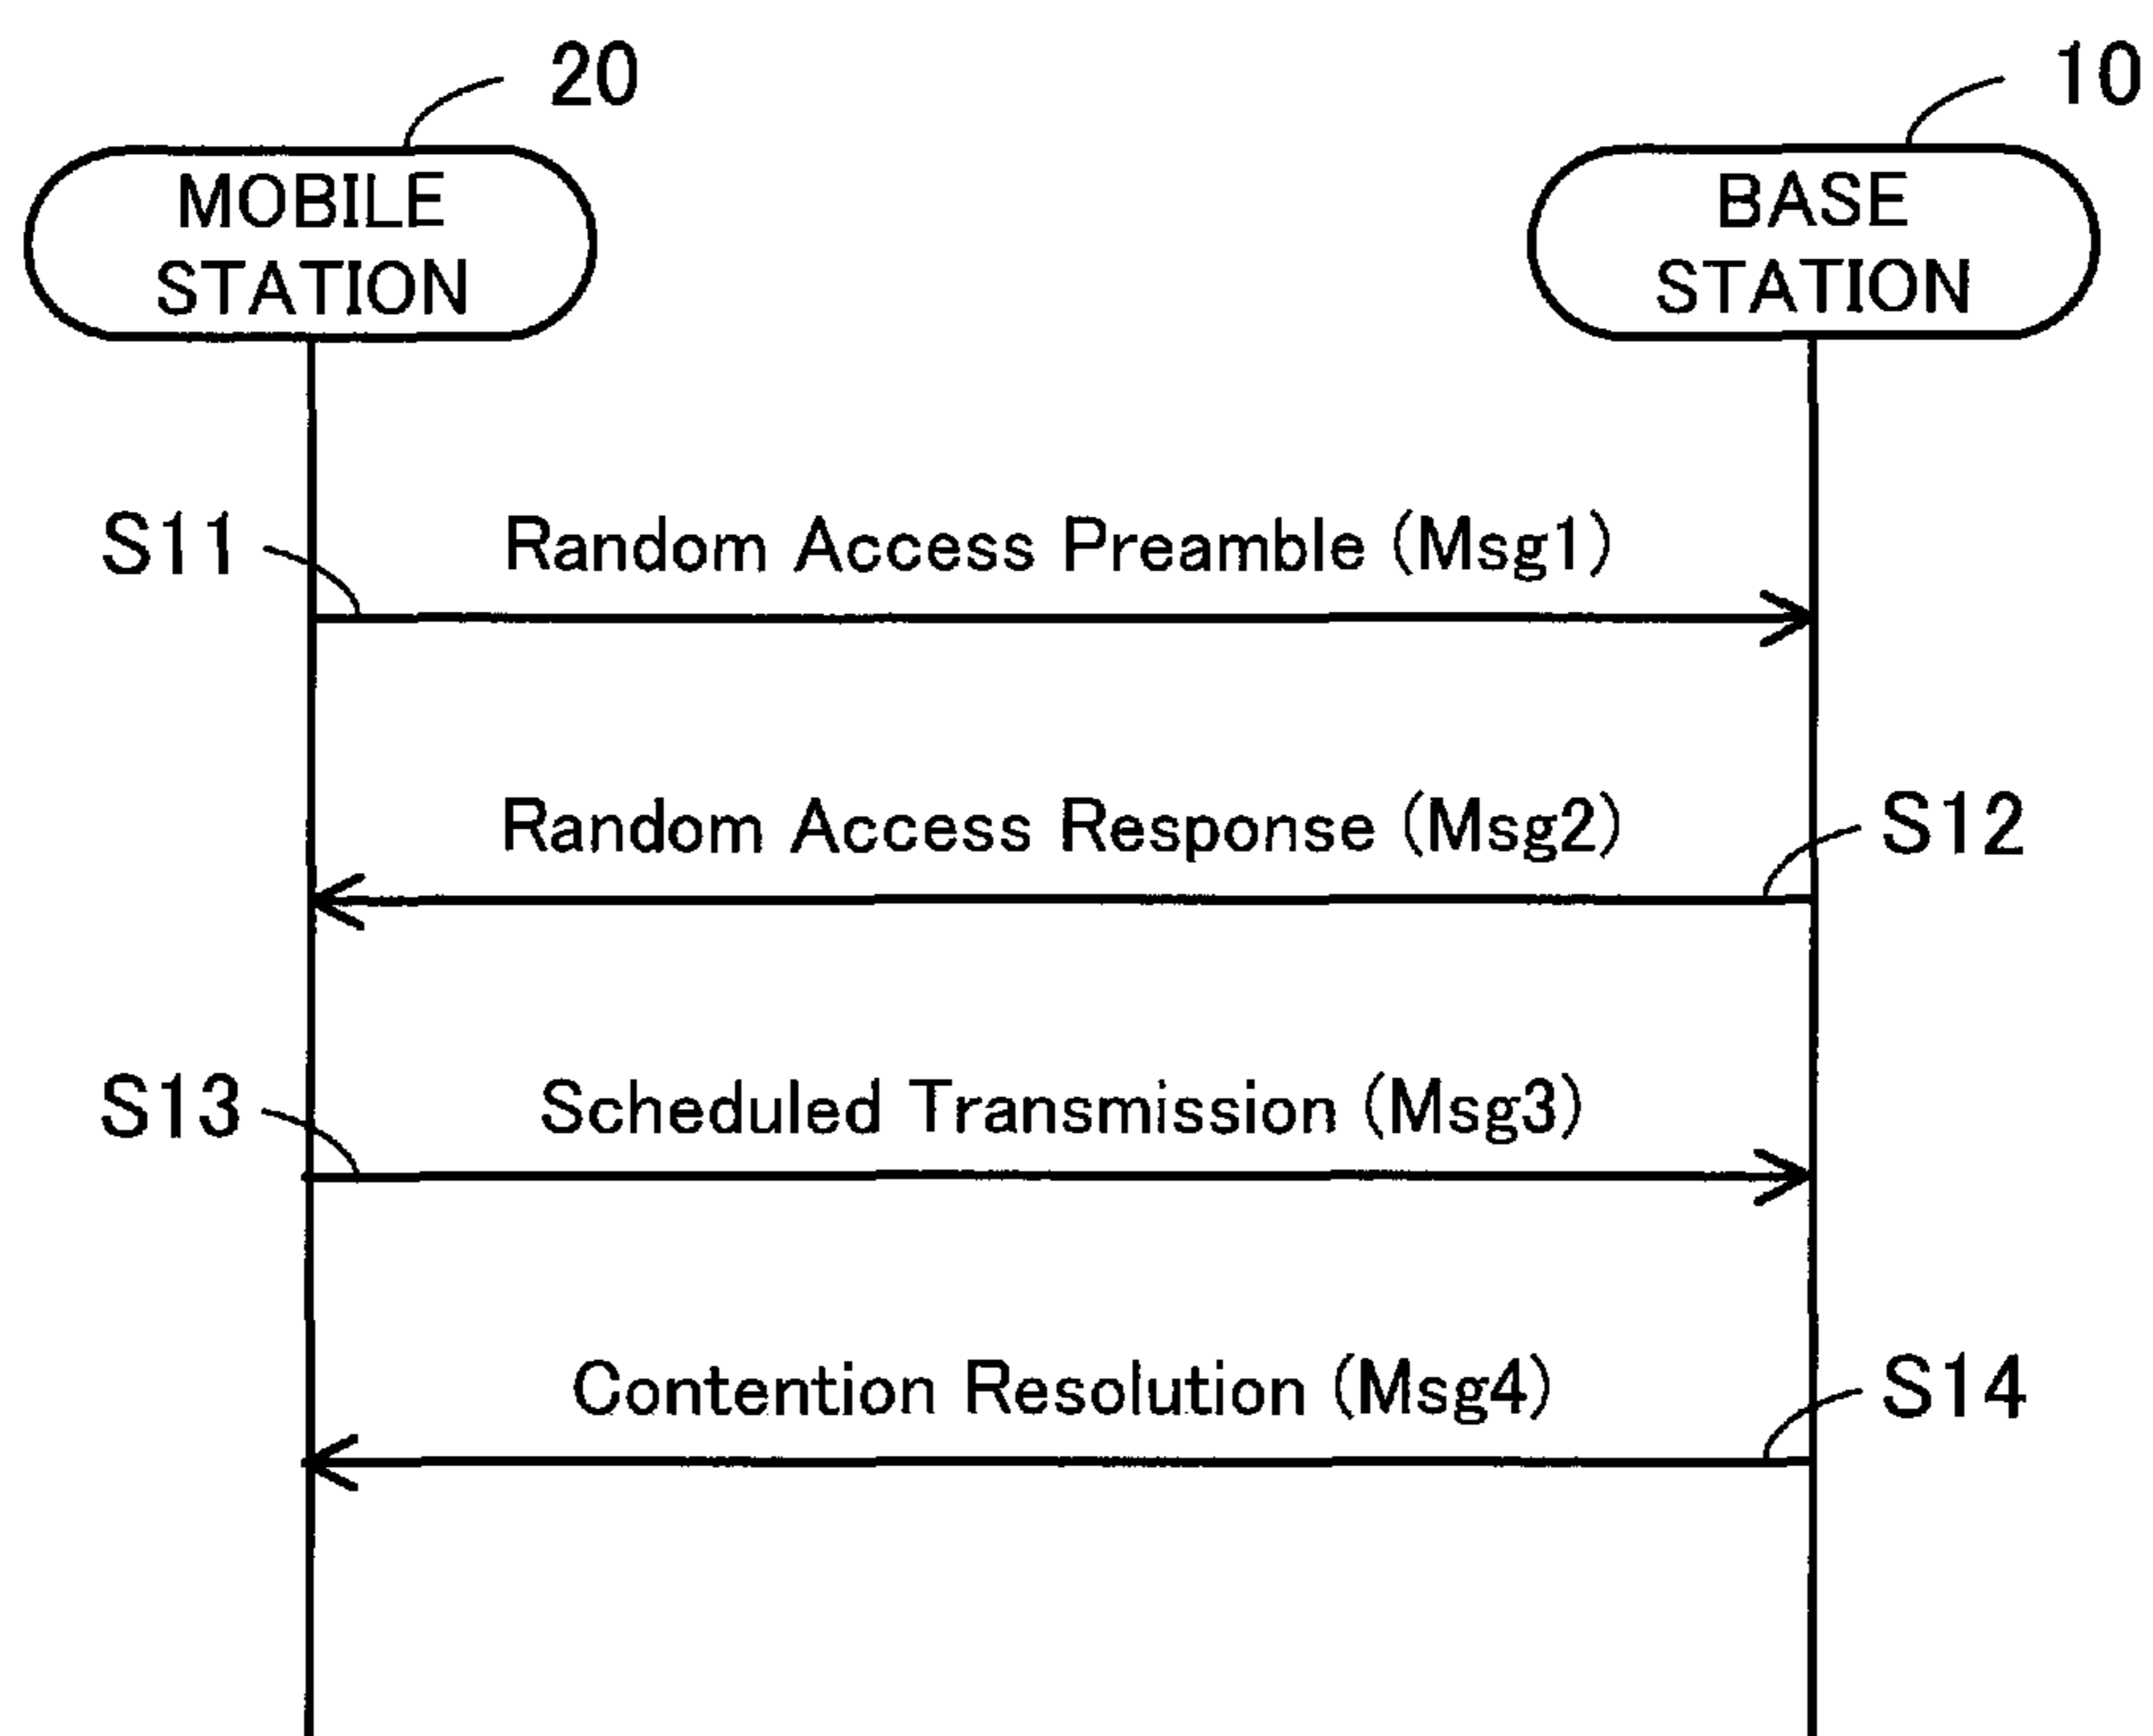 20
10
MOBILE
STATION
BASE
STATION
S11
Random Access Preamble (Msg1)
Random Access Response (Msg2)
S12
S13
Scheduled Transmission (Msg3)
Contention Resolution (Msg4)
S14